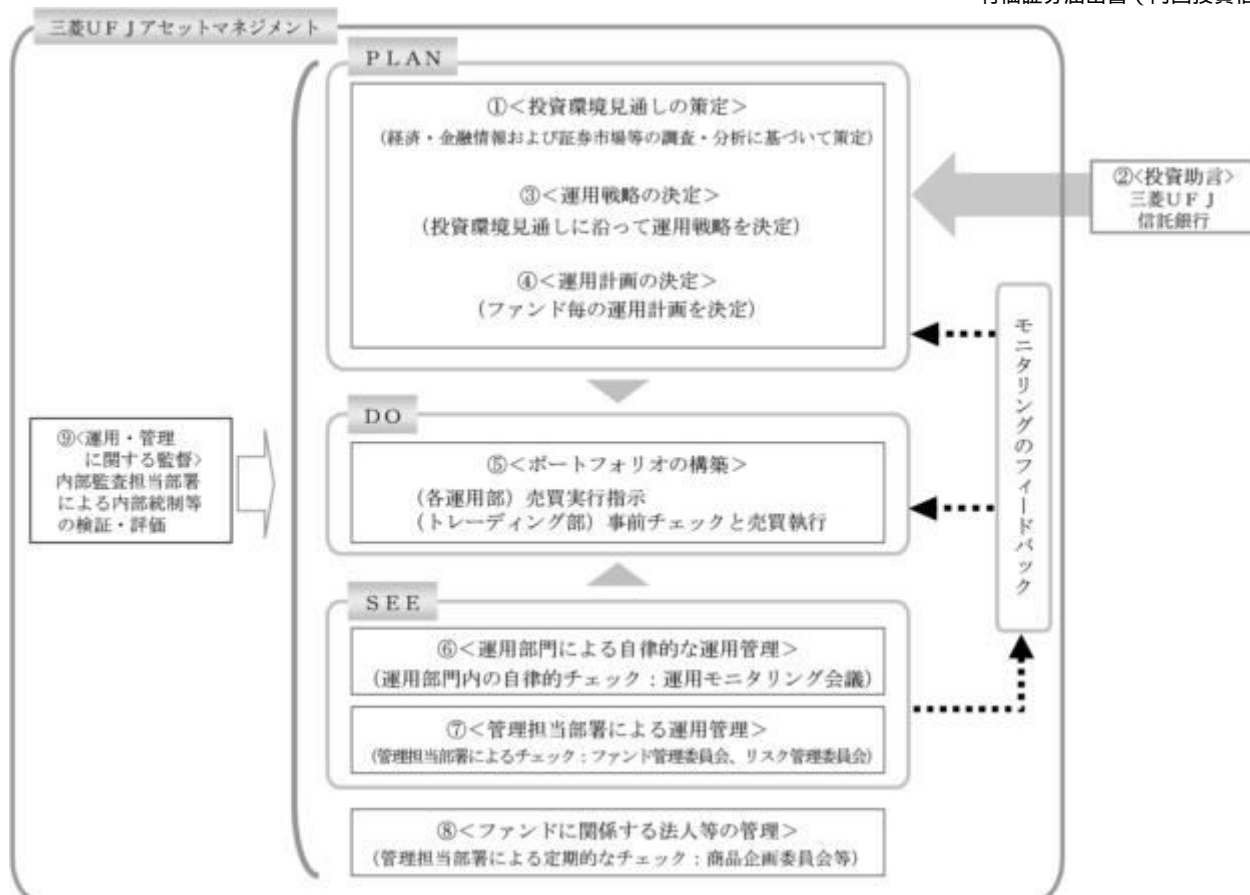 三菱UFJアセットマネジメント
PLAN
①<投資環境見通しの策定>
(経済・金融情報および証券市場等の調査・分析に基づいて策定)
③<運用戦略の決定>
(投資環境見通しに沿って運用戦略を決定)
④<運用計画の決定>
(ファンド毎の運用計画を決定)
②<投資助言>
三菱UFJ
信託銀行
DO
⑤<ポートフォリオの構築>
(各運用部)売買実行指示
(トレーディング部)事前チェックと売買執行
モニタリングのフィードバック
⑨<運用・管理
に関する監督>
内部監査担当部署
による内部統制等
の検証・評価
SEE
⑥<運用部門による自律的な運用管理>
(運用部門内の自律的チェック:運用モニタリング会議)
⑦<管理担当部署による運用管理>
(管理担当部署によるチェック:ファンド管理委員会、リスク管理委員会)
⑧<ファンドに関係する法人等の管理>
(管理担当部署による定期的なチェック:商品企画委員会等)